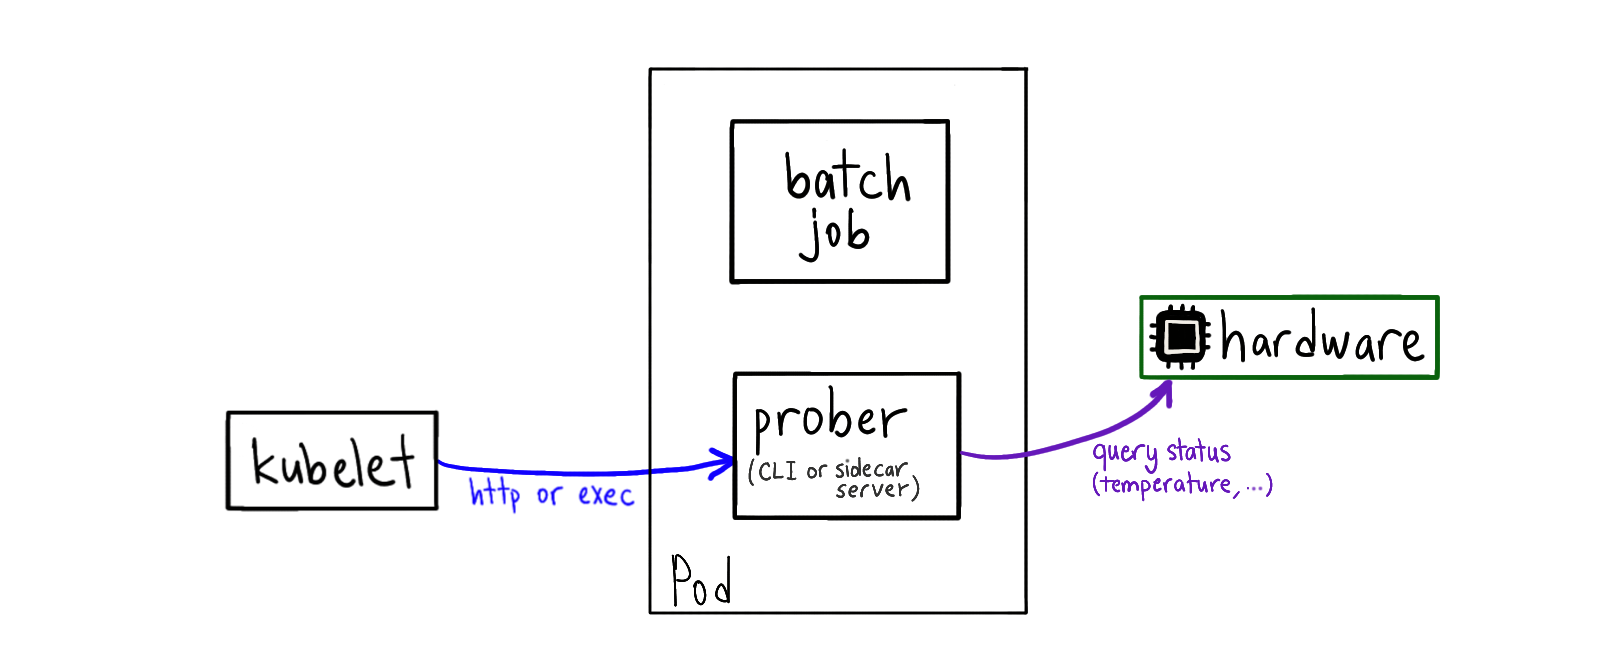 batch
job
hardware
prober
(CLI or sidecar
server)
kubelet
http or exec
query status
(temperature, ...)
Pod